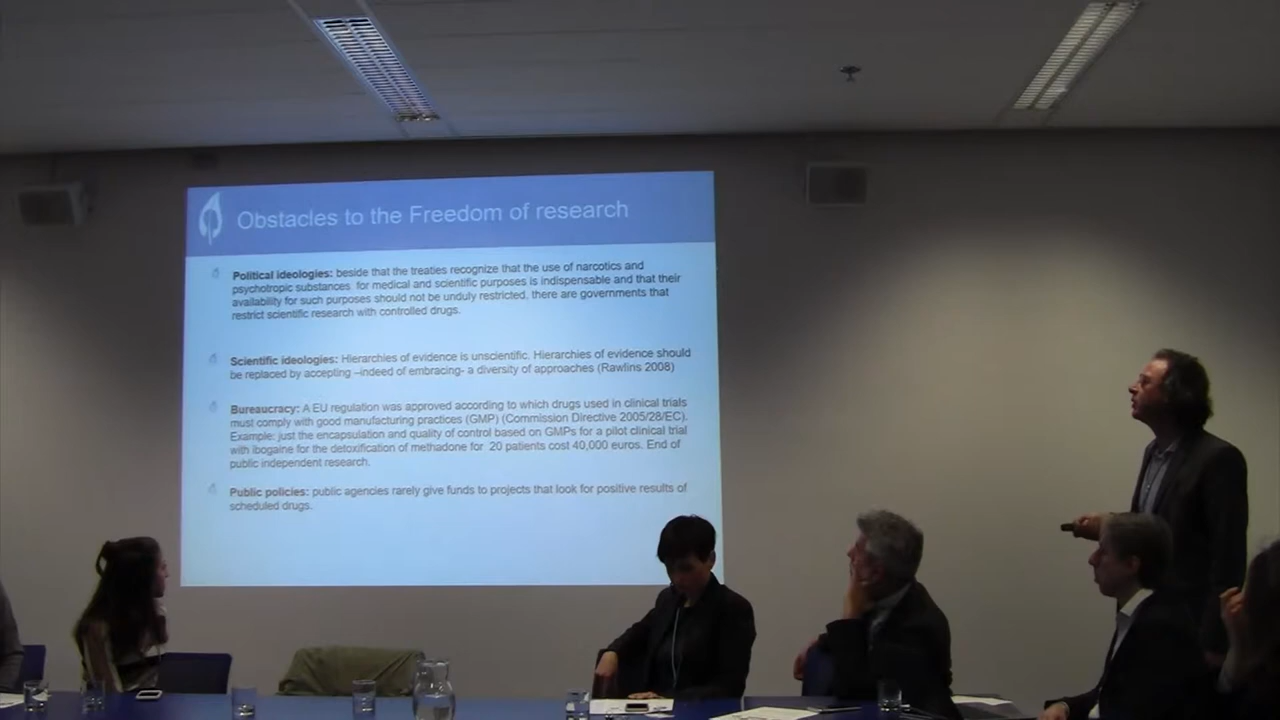 Obstacles to the Freedom of research
Political ideologies: beside that the treaties recognize that the use of narcotics and
psychotropic substances for medical and scientific purposes is indispensable and that their
availability for such purposes should not be unduly restricted, there are governments that
restrict scientific research with controlled drugs.
Scientific ideologies: Hierarchies of evidence is unscientific. Hierarchies of evidence should
be replaced by accepting –indeed of embracing- a diversity of approaches (Rawlins 2008)
Bureaucracy: A EU regulation was approved according to which drugs used in clinical trials
must comply with good manufacturing practices (GMP) (Commission Directive 2005/28/EC).
Example: just the encapsulation and quality of control based on GMPs for a pilot clinical trial
with ibogaine for the detoxification of methadone for 20 patients cost 40,000 euros. End of
public independent research.
Public policies: public agencies rarely give funds to projects that look for positive results of
scheduled drugs.